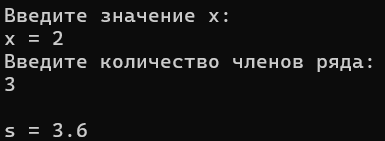 Введите значение x:
x = 2
Введите количество членов ряда:
3
s = 3.6